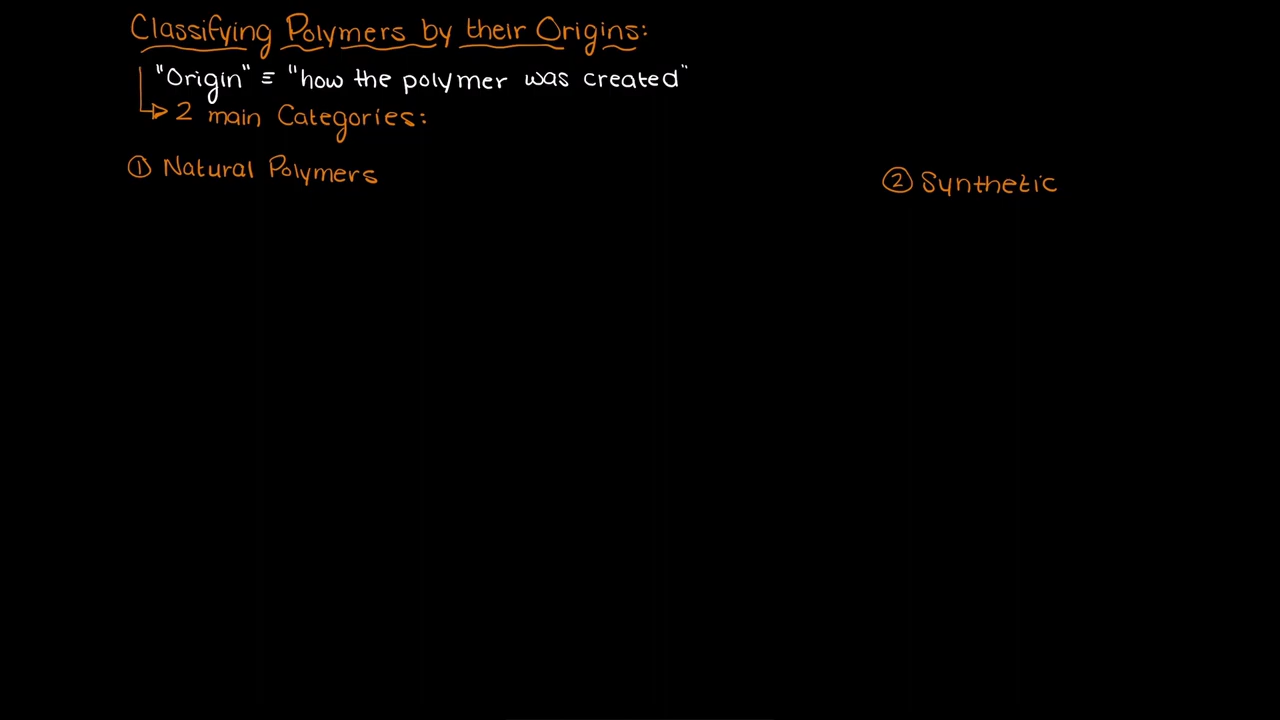 Classifying Polymers by their Origins:
"Origin" ≡ "how the polymer was created"
2 main Categories:
① Natural Polymers
② Synthetic